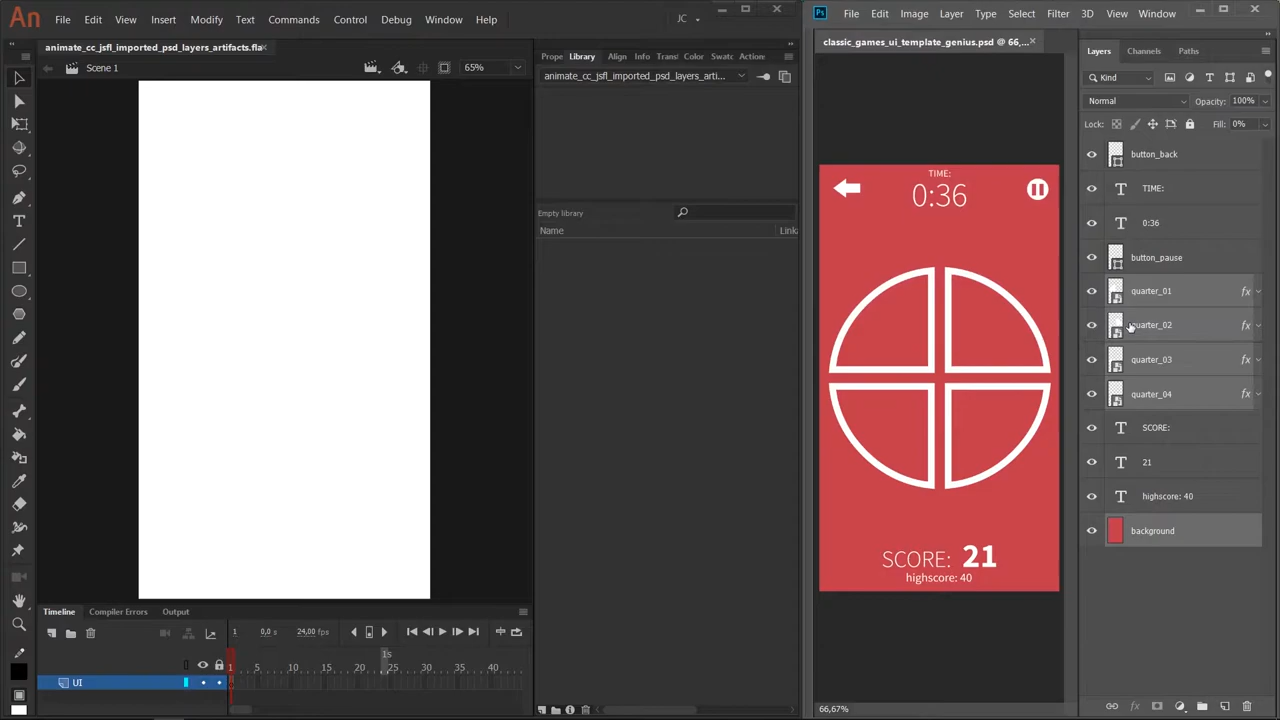 An File Edit View Insert Modify Text Commands Control Debug Window Help JC
animate_cc_jsfl_imported_psd_layers_artifacts.fla
Scene 1 65%
Prope Library Align Info Trans Color Swatc Actions
animate_cc_jsfl_imported_psd_layers_arti...
Empty library
Name Linka
Timeline Compiler Errors Output
1 0,0s 24,00 fps
1s
1 5 10 15 20 25 30 35 40
UI
Ps File Edit Image Layer Type Select Filter 3D View Window
classic_games_ui_template_genius.psd @ 66,...
TIME:
0:36
SCORE: 21
highscore: 40
66,67%
Layers Channels Paths
Kind
Normal Opacity: 100%
Lock: Fill: 0%
button_back
T TIME:
T 0:36
button_pause
quarter_01 fx
quarter_02 fx
quarter_03 fx
quarter_04 fx
T SCORE:
T 21
T highscore: 40
background
fx